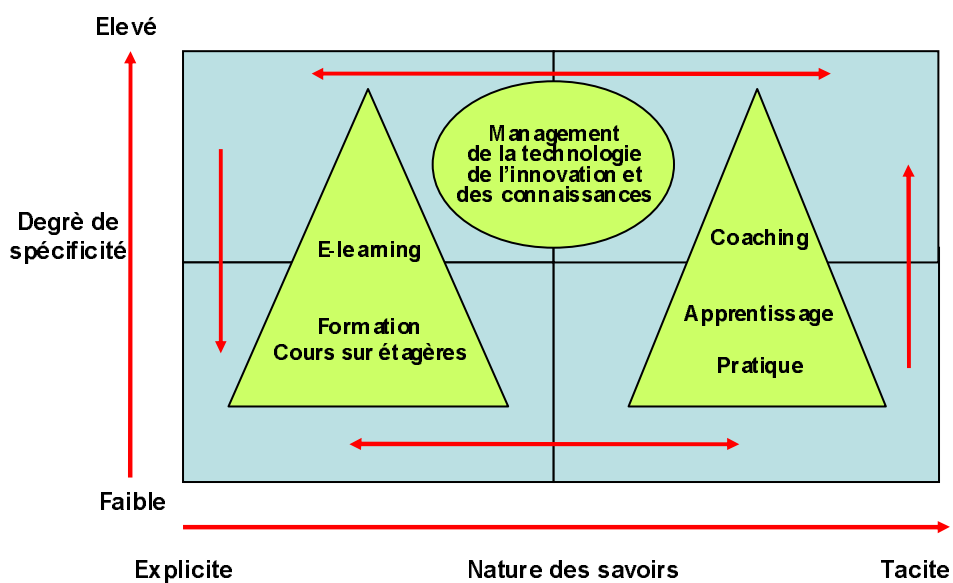 Elevé
Management
de la technologie
de l'innovation et
des connaissances
Degrè de
spécificité
E-learning
Coaching
Formation
Cours sur étagères
Apprentissage
Pratique
Faible
Explicite
Nature des savoirs
Tacite